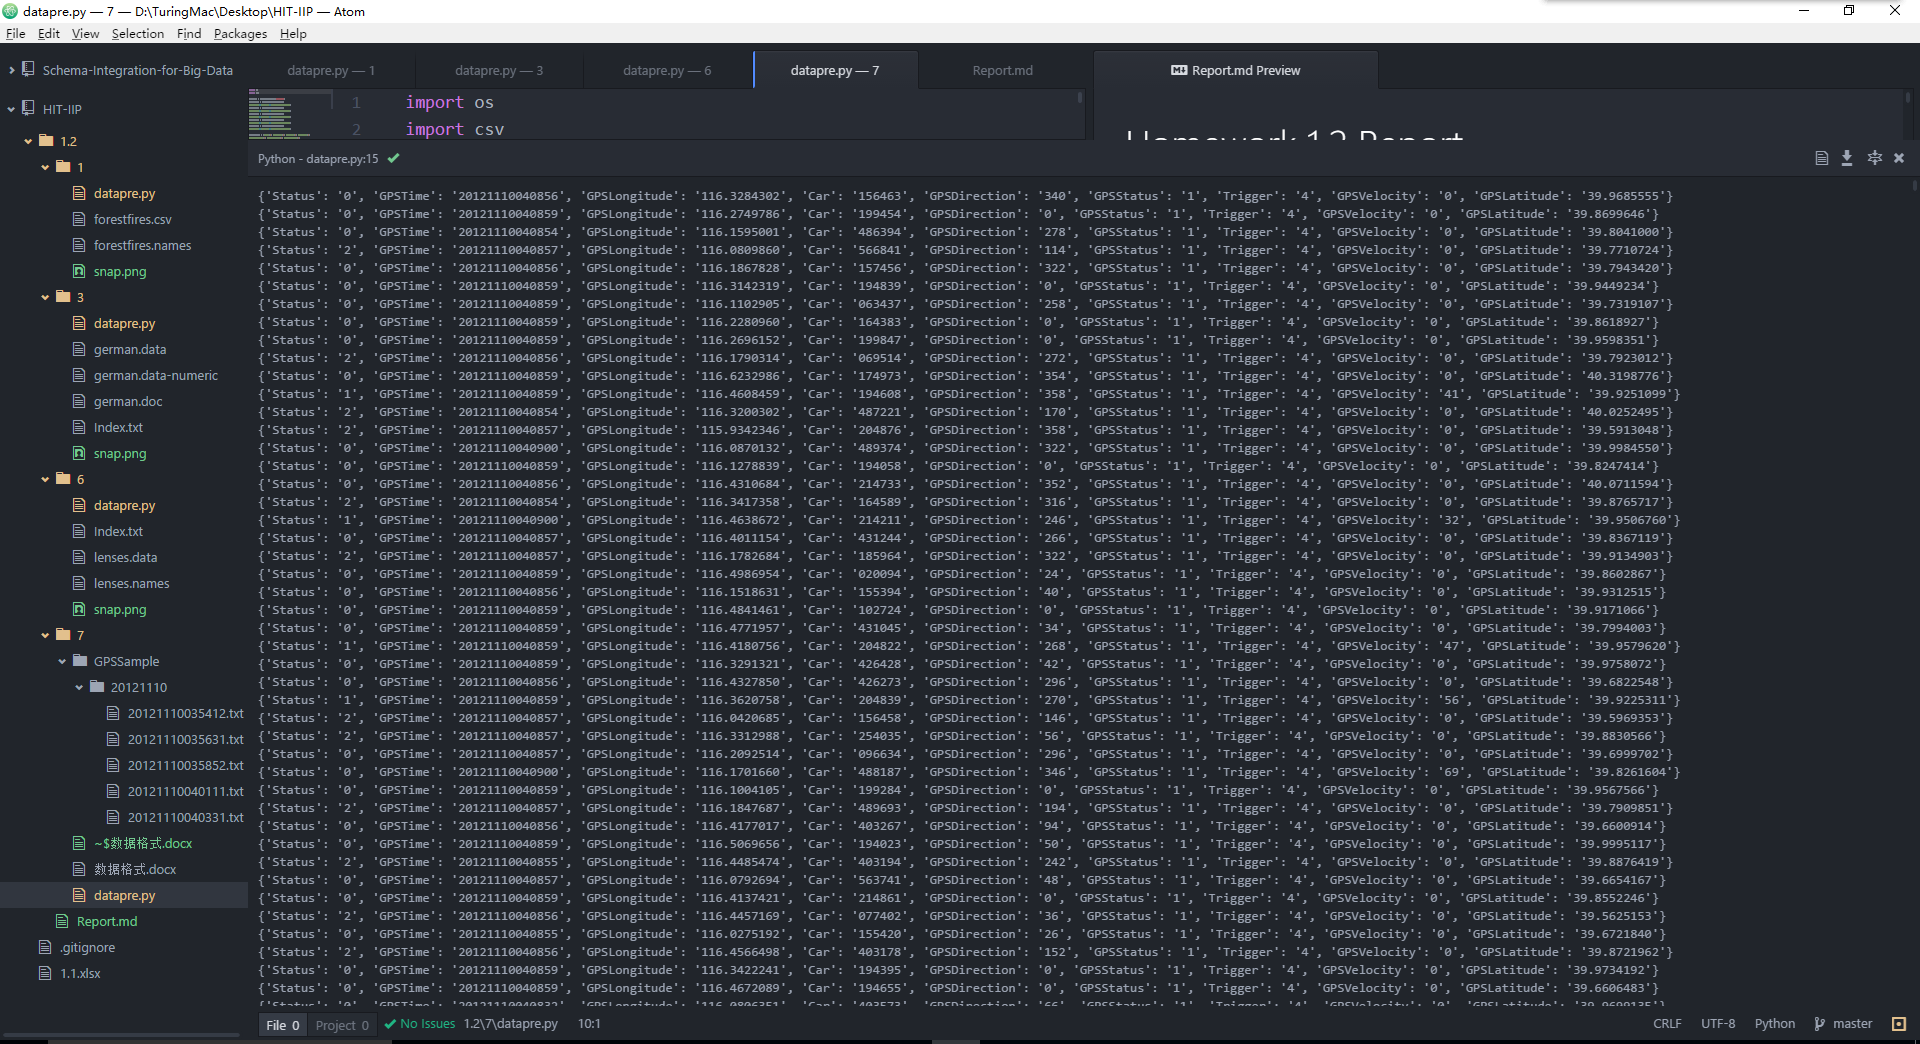 datapre.py — 7 — D:\TuringMac\Desktop\HIT-IIP — Atom
File Edit View Selection Find Packages Help
Schema-Integration-for-Big-Data
HIT-IIP
1.2
1
datapre.py
forestfires.csv
forestfires.names
snap.png
3
datapre.py
german.data
german.data-numeric
german.doc
Index.txt
snap.png
6
datapre.py
Index.txt
lenses.data
lenses.names
snap.png
7
GPSSample
20121110
20121110035412.txt
20121110035631.txt
20121110035852.txt
20121110040111.txt
20121110040331.txt
~$数据格式.docx
数据格式.docx
datapre.py
Report.md
.gitignore
1.1.xlsx
datapre.py — 1 datapre.py — 3 datapre.py — 6 datapre.py — 7 Report.md Report.md Preview
1 import os
2 import csv
Homework 1.2 Report
Python - datapre.py:15
{'Status': '0', 'GPSTime': '20121110040856', 'GPSLongitude': '116.3284302', 'Car': '156463', 'GPSDirection': '340', 'GPSStatus': '1', 'Trigger': '4', 'GPSVelocity': '0', 'GPSLatitude': '39.9685555'}
{'Status': '0', 'GPSTime': '20121110040859', 'GPSLongitude': '116.2749786', 'Car': '199454', 'GPSDirection': '0', 'GPSStatus': '1', 'Trigger': '4', 'GPSVelocity': '0', 'GPSLatitude': '39.8699646'}
{'Status': '0', 'GPSTime': '20121110040854', 'GPSLongitude': '116.1595001', 'Car': '486394', 'GPSDirection': '278', 'GPSStatus': '1', 'Trigger': '4', 'GPSVelocity': '0', 'GPSLatitude': '39.8041000'}
{'Status': '2', 'GPSTime': '20121110040857', 'GPSLongitude': '116.0809860', 'Car': '566841', 'GPSDirection': '114', 'GPSStatus': '1', 'Trigger': '4', 'GPSVelocity': '0', 'GPSLatitude': '39.7710724'}
{'Status': '0', 'GPSTime': '20121110040856', 'GPSLongitude': '116.1867828', 'Car': '157456', 'GPSDirection': '322', 'GPSStatus': '1', 'Trigger': '4', 'GPSVelocity': '0', 'GPSLatitude': '39.7943420'}
{'Status': '0', 'GPSTime': '20121110040859', 'GPSLongitude': '116.3142319', 'Car': '194839', 'GPSDirection': '0', 'GPSStatus': '1', 'Trigger': '4', 'GPSVelocity': '0', 'GPSLatitude': '39.9449234'}
{'Status': '0', 'GPSTime': '20121110040859', 'GPSLongitude': '116.1102905', 'Car': '063437', 'GPSDirection': '258', 'GPSStatus': '1', 'Trigger': '4', 'GPSVelocity': '0', 'GPSLatitude': '39.7319107'}
{'Status': '0', 'GPSTime': '20121110040859', 'GPSLongitude': '116.2280960', 'Car': '164383', 'GPSDirection': '0', 'GPSStatus': '1', 'Trigger': '4', 'GPSVelocity': '0', 'GPSLatitude': '39.8618927'}
{'Status': '0', 'GPSTime': '20121110040859', 'GPSLongitude': '116.2696152', 'Car': '199847', 'GPSDirection': '0', 'GPSStatus': '1', 'Trigger': '4', 'GPSVelocity': '0', 'GPSLatitude': '39.9598351'}
{'Status': '2', 'GPSTime': '20121110040856', 'GPSLongitude': '116.1790314', 'Car': '069514', 'GPSDirection': '272', 'GPSStatus': '1', 'Trigger': '4', 'GPSVelocity': '0', 'GPSLatitude': '39.7923012'}
{'Status': '0', 'GPSTime': '20121110040859', 'GPSLongitude': '116.6232986', 'Car': '174973', 'GPSDirection': '354', 'GPSStatus': '1', 'Trigger': '4', 'GPSVelocity': '0', 'GPSLatitude': '40.3198776'}
{'Status': '1', 'GPSTime': '20121110040859', 'GPSLongitude': '116.4608459', 'Car': '194608', 'GPSDirection': '358', 'GPSStatus': '1', 'Trigger': '4', 'GPSVelocity': '41', 'GPSLatitude': '39.9251099'}
{'Status': '2', 'GPSTime': '20121110040854', 'GPSLongitude': '116.3200302', 'Car': '487221', 'GPSDirection': '170', 'GPSStatus': '1', 'Trigger': '4', 'GPSVelocity': '0', 'GPSLatitude': '40.0252495'}
{'Status': '2', 'GPSTime': '20121110040857', 'GPSLongitude': '115.9342346', 'Car': '204876', 'GPSDirection': '358', 'GPSStatus': '1', 'Trigger': '4', 'GPSVelocity': '0', 'GPSLatitude': '39.5913048'}
{'Status': '0', 'GPSTime': '20121110040900', 'GPSLongitude': '116.0870132', 'Car': '489374', 'GPSDirection': '322', 'GPSStatus': '1', 'Trigger': '4', 'GPSVelocity': '0', 'GPSLatitude': '39.9984550'}
{'Status': '0', 'GPSTime': '20121110040859', 'GPSLongitude': '116.1278839', 'Car': '194058', 'GPSDirection': '0', 'GPSStatus': '1', 'Trigger': '4', 'GPSVelocity': '0', 'GPSLatitude': '39.8247414'}
{'Status': '0', 'GPSTime': '20121110040856', 'GPSLongitude': '116.4310684', 'Car': '214733', 'GPSDirection': '352', 'GPSStatus': '1', 'Trigger': '4', 'GPSVelocity': '0', 'GPSLatitude': '40.0711594'}
{'Status': '2', 'GPSTime': '20121110040854', 'GPSLongitude': '116.3417358', 'Car': '164589', 'GPSDirection': '316', 'GPSStatus': '1', 'Trigger': '4', 'GPSVelocity': '0', 'GPSLatitude': '39.8765717'}
{'Status': '1', 'GPSTime': '20121110040900', 'GPSLongitude': '116.4638672', 'Car': '214211', 'GPSDirection': '246', 'GPSStatus': '1', 'Trigger': '4', 'GPSVelocity': '32', 'GPSLatitude': '39.9506760'}
{'Status': '0', 'GPSTime': '20121110040857', 'GPSLongitude': '116.4011154', 'Car': '431244', 'GPSDirection': '266', 'GPSStatus': '1', 'Trigger': '4', 'GPSVelocity': '0', 'GPSLatitude': '39.8367119'}
{'Status': '2', 'GPSTime': '20121110040857', 'GPSLongitude': '116.1782684', 'Car': '185964', 'GPSDirection': '322', 'GPSStatus': '1', 'Trigger': '4', 'GPSVelocity': '0', 'GPSLatitude': '39.9134903'}
{'Status': '0', 'GPSTime': '20121110040859', 'GPSLongitude': '116.4986954', 'Car': '020094', 'GPSDirection': '24', 'GPSStatus': '1', 'Trigger': '4', 'GPSVelocity': '0', 'GPSLatitude': '39.8602867'}
{'Status': '0', 'GPSTime': '20121110040856', 'GPSLongitude': '116.1518631', 'Car': '155394', 'GPSDirection': '40', 'GPSStatus': '1', 'Trigger': '4', 'GPSVelocity': '0', 'GPSLatitude': '39.9312515'}
{'Status': '0', 'GPSTime': '20121110040859', 'GPSLongitude': '116.4841461', 'Car': '102724', 'GPSDirection': '0', 'GPSStatus': '1', 'Trigger': '4', 'GPSVelocity': '0', 'GPSLatitude': '39.9171066'}
{'Status': '0', 'GPSTime': '20121110040859', 'GPSLongitude': '116.4771957', 'Car': '431045', 'GPSDirection': '34', 'GPSStatus': '1', 'Trigger': '4', 'GPSVelocity': '0', 'GPSLatitude': '39.7994003'}
{'Status': '1', 'GPSTime': '20121110040859', 'GPSLongitude': '116.4180756', 'Car': '204822', 'GPSDirection': '268', 'GPSStatus': '1', 'Trigger': '4', 'GPSVelocity': '47', 'GPSLatitude': '39.9579620'}
{'Status': '0', 'GPSTime': '20121110040856', 'GPSLongitude': '116.3291321', 'Car': '426428', 'GPSDirection': '42', 'GPSStatus': '1', 'Trigger': '4', 'GPSVelocity': '0', 'GPSLatitude': '39.9758072'}
{'Status': '0', 'GPSTime': '20121110040856', 'GPSLongitude': '116.4327850', 'Car': '426273', 'GPSDirection': '296', 'GPSStatus': '1', 'Trigger': '4', 'GPSVelocity': '0', 'GPSLatitude': '39.6822548'}
{'Status': '1', 'GPSTime': '20121110040859', 'GPSLongitude': '116.3620758', 'Car': '204839', 'GPSDirection': '270', 'GPSStatus': '1', 'Trigger': '4', 'GPSVelocity': '56', 'GPSLatitude': '39.9225311'}
{'Status': '2', 'GPSTime': '20121110040857', 'GPSLongitude': '116.0420685', 'Car': '156458', 'GPSDirection': '146', 'GPSStatus': '1', 'Trigger': '4', 'GPSVelocity': '0', 'GPSLatitude': '39.5969353'}
{'Status': '2', 'GPSTime': '20121110040857', 'GPSLongitude': '116.3312988', 'Car': '254035', 'GPSDirection': '56', 'GPSStatus': '1', 'Trigger': '4', 'GPSVelocity': '0', 'GPSLatitude': '39.8830566'}
{'Status': '0', 'GPSTime': '20121110040857', 'GPSLongitude': '116.2092514', 'Car': '096634', 'GPSDirection': '296', 'GPSStatus': '1', 'Trigger': '4', 'GPSVelocity': '0', 'GPSLatitude': '39.6999702'}
{'Status': '0', 'GPSTime': '20121110040900', 'GPSLongitude': '116.1701660', 'Car': '488187', 'GPSDirection': '346', 'GPSStatus': '1', 'Trigger': '4', 'GPSVelocity': '69', 'GPSLatitude': '39.8261604'}
{'Status': '0', 'GPSTime': '20121110040859', 'GPSLongitude': '116.1004105', 'Car': '199284', 'GPSDirection': '0', 'GPSStatus': '1', 'Trigger': '4', 'GPSVelocity': '0', 'GPSLatitude': '39.9567566'}
{'Status': '2', 'GPSTime': '20121110040857', 'GPSLongitude': '116.1847687', 'Car': '489693', 'GPSDirection': '194', 'GPSStatus': '1', 'Trigger': '4', 'GPSVelocity': '0', 'GPSLatitude': '39.7909851'}
{'Status': '0', 'GPSTime': '20121110040856', 'GPSLongitude': '116.4177017', 'Car': '403267', 'GPSDirection': '94', 'GPSStatus': '1', 'Trigger': '4', 'GPSVelocity': '0', 'GPSLatitude': '39.6600914'}
{'Status': '0', 'GPSTime': '20121110040859', 'GPSLongitude': '116.5069656', 'Car': '194023', 'GPSDirection': '50', 'GPSStatus': '1', 'Trigger': '4', 'GPSVelocity': '0', 'GPSLatitude': '39.9995117'}
{'Status': '2', 'GPSTime': '20121110040855', 'GPSLongitude': '116.4485474', 'Car': '403194', 'GPSDirection': '242', 'GPSStatus': '1', 'Trigger': '4', 'GPSVelocity': '0', 'GPSLatitude': '39.8876419'}
{'Status': '0', 'GPSTime': '20121110040857', 'GPSLongitude': '116.0792694', 'Car': '563741', 'GPSDirection': '48', 'GPSStatus': '1', 'Trigger': '4', 'GPSVelocity': '0', 'GPSLatitude': '39.6654167'}
{'Status': '0', 'GPSTime': '20121110040859', 'GPSLongitude': '116.4137421', 'Car': '214861', 'GPSDirection': '0', 'GPSStatus': '1', 'Trigger': '4', 'GPSVelocity': '0', 'GPSLatitude': '39.8552246'}
{'Status': '2', 'GPSTime': '20121110040856', 'GPSLongitude': '116.4457169', 'Car': '077402', 'GPSDirection': '36', 'GPSStatus': '1', 'Trigger': '4', 'GPSVelocity': '0', 'GPSLatitude': '39.5625153'}
{'Status': '0', 'GPSTime': '20121110040855', 'GPSLongitude': '116.0275192', 'Car': '155420', 'GPSDirection': '26', 'GPSStatus': '1', 'Trigger': '4', 'GPSVelocity': '0', 'GPSLatitude': '39.6721840'}
{'Status': '2', 'GPSTime': '20121110040856', 'GPSLongitude': '116.4566498', 'Car': '403178', 'GPSDirection': '152', 'GPSStatus': '1', 'Trigger': '4', 'GPSVelocity': '0', 'GPSLatitude': '39.8721962'}
{'Status': '0', 'GPSTime': '20121110040859', 'GPSLongitude': '116.3422241', 'Car': '194395', 'GPSDirection': '0', 'GPSStatus': '1', 'Trigger': '4', 'GPSVelocity': '0', 'GPSLatitude': '39.9734192'}
{'Status': '0', 'GPSTime': '20121110040859', 'GPSLongitude': '116.4672089', 'Car': '194655', 'GPSDirection': '0', 'GPSStatus': '1', 'Trigger': '4', 'GPSVelocity': '0', 'GPSLatitude': '39.6606483'}
File 0 Project 0 No Issues 1.2\7\datapre.py 10:1 CRLF UTF-8 Python master